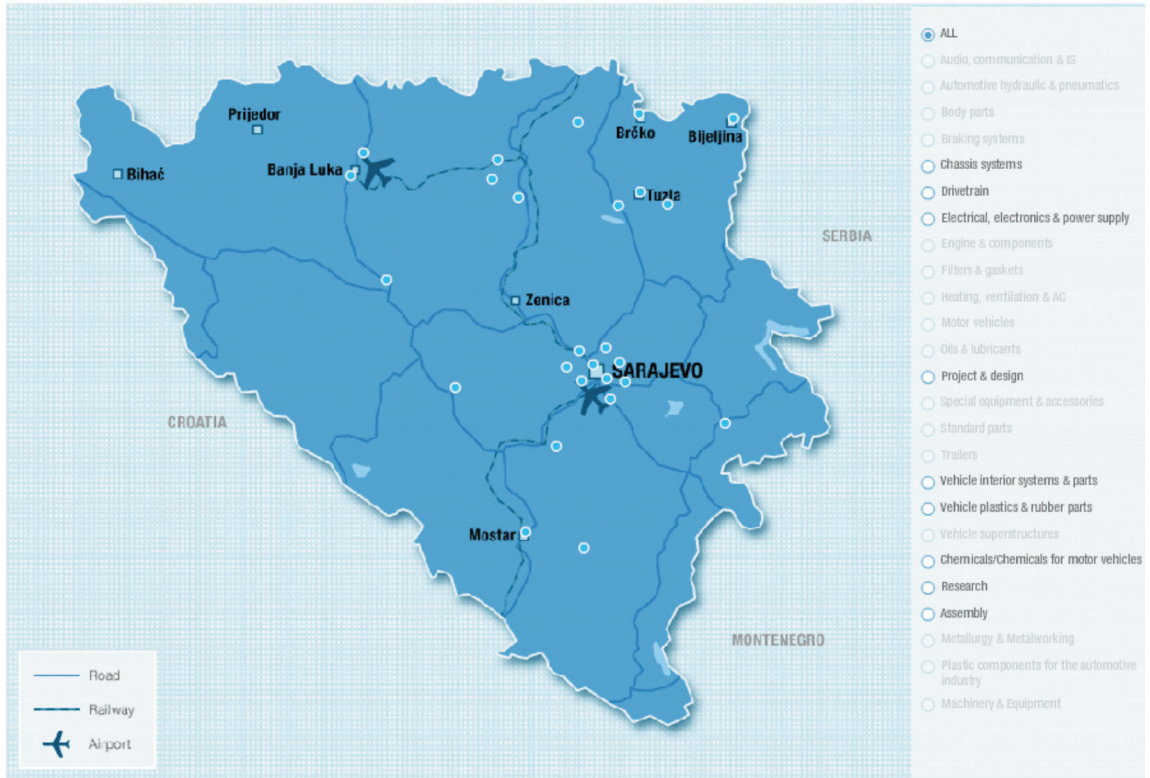 Prijedor
Brčko
Bijeljina
Bihać
Banja Luka
Tuzla
SERBIA
Zenica
SARAJEVO
CROATIA
Mostar
MONTENEGRO
Road
Railway
Airport
ALL
Audio, communication & IS
Automotive hydraulic & pneumatics
Body parts
Braking systems
Chassis systems
Drivetrain
Electrical, electronics & power supply
Engine & components
Filters & gaskets
Heating, ventilation & AC
Motor vehicles
Oils & lubricants
Project & design
Special equipment & accessories
Standard parts
Trailers
Vehicle interior systems & parts
Vehicle plastics & rubber parts
Vehicle superstructures
Chemicals/Chemicals for motor vehicles
Research
Assembly
Metallurgy & Metalworking
Plastic components for the automotive
industry
Machinery & Equipment